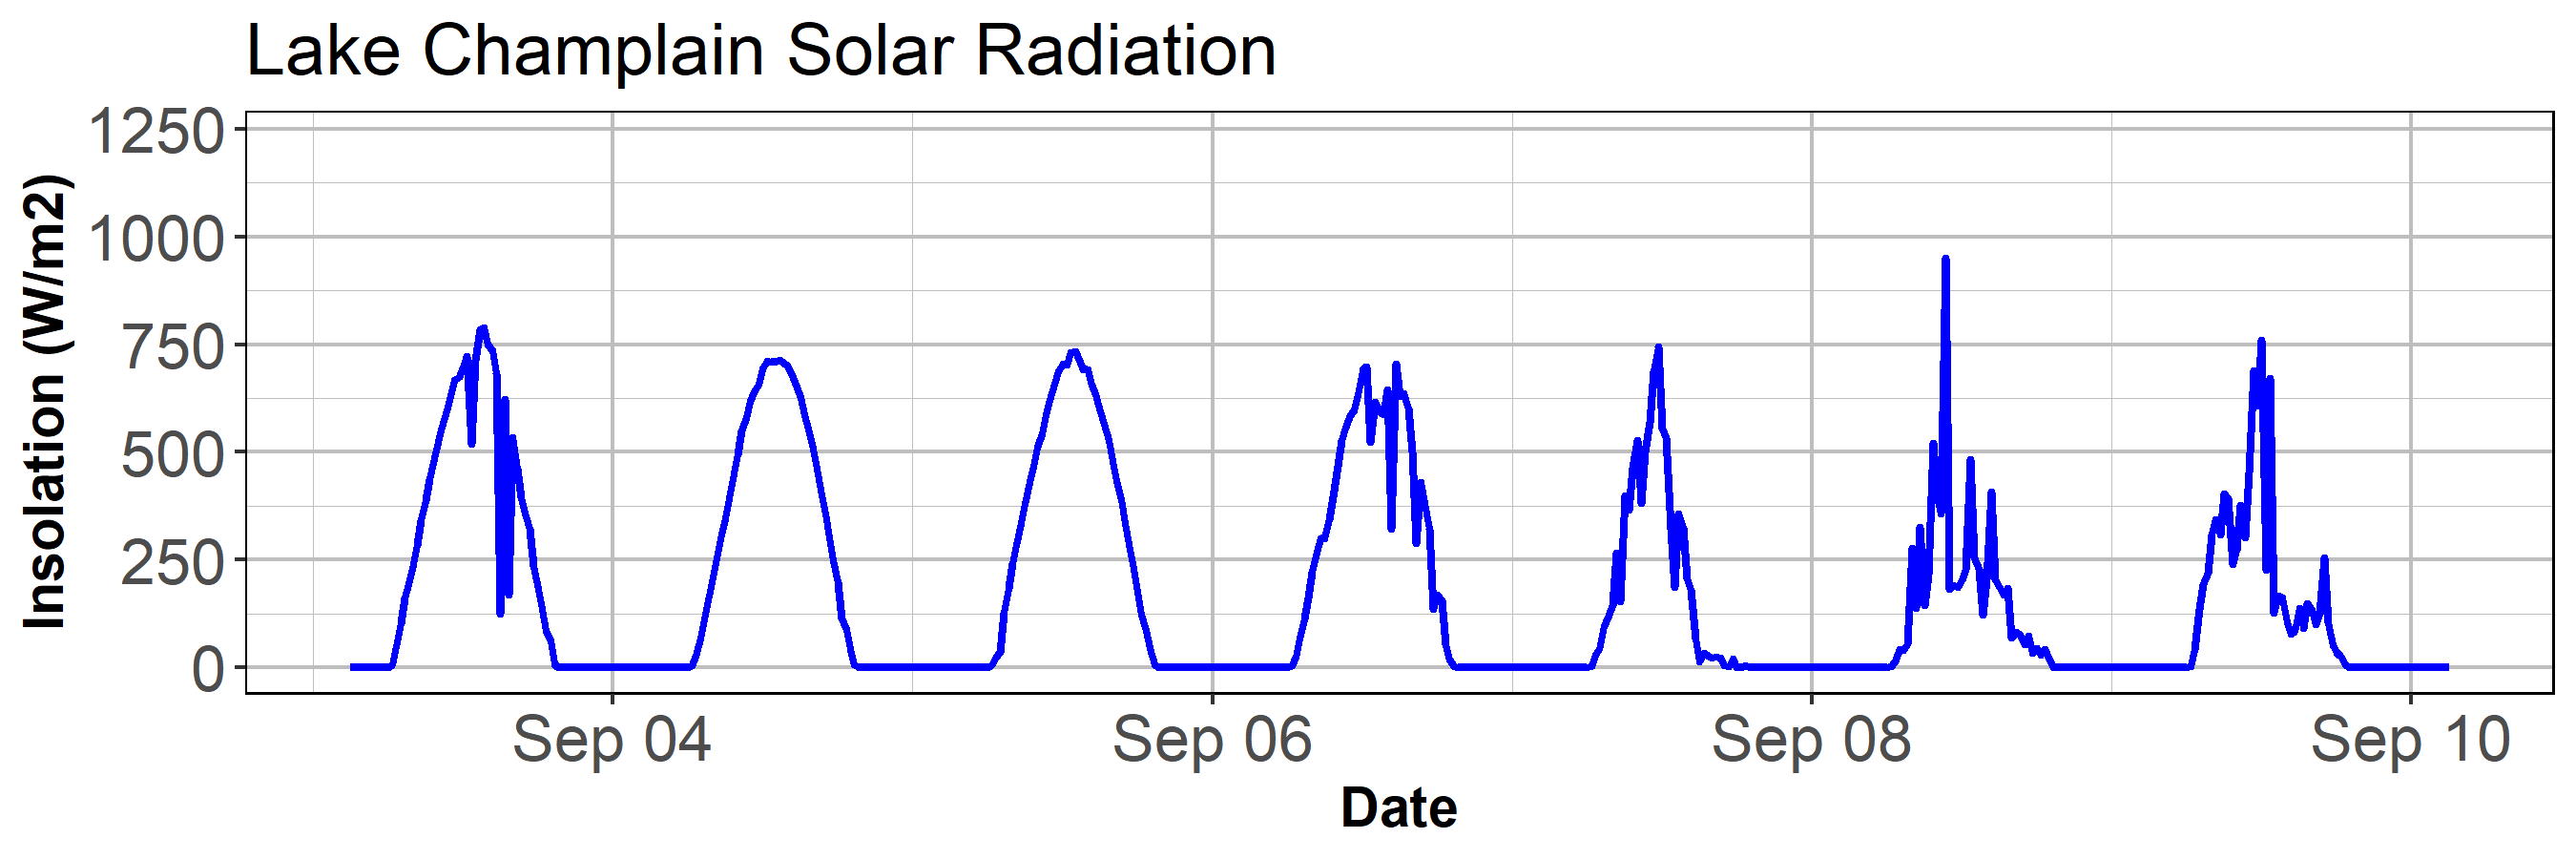 Lake Champlain Solar Radiation
1250
1000
750
500
250
0
Insolation (W/m2)
Sep 04 Sep 06 Sep 08 Sep 10
Date